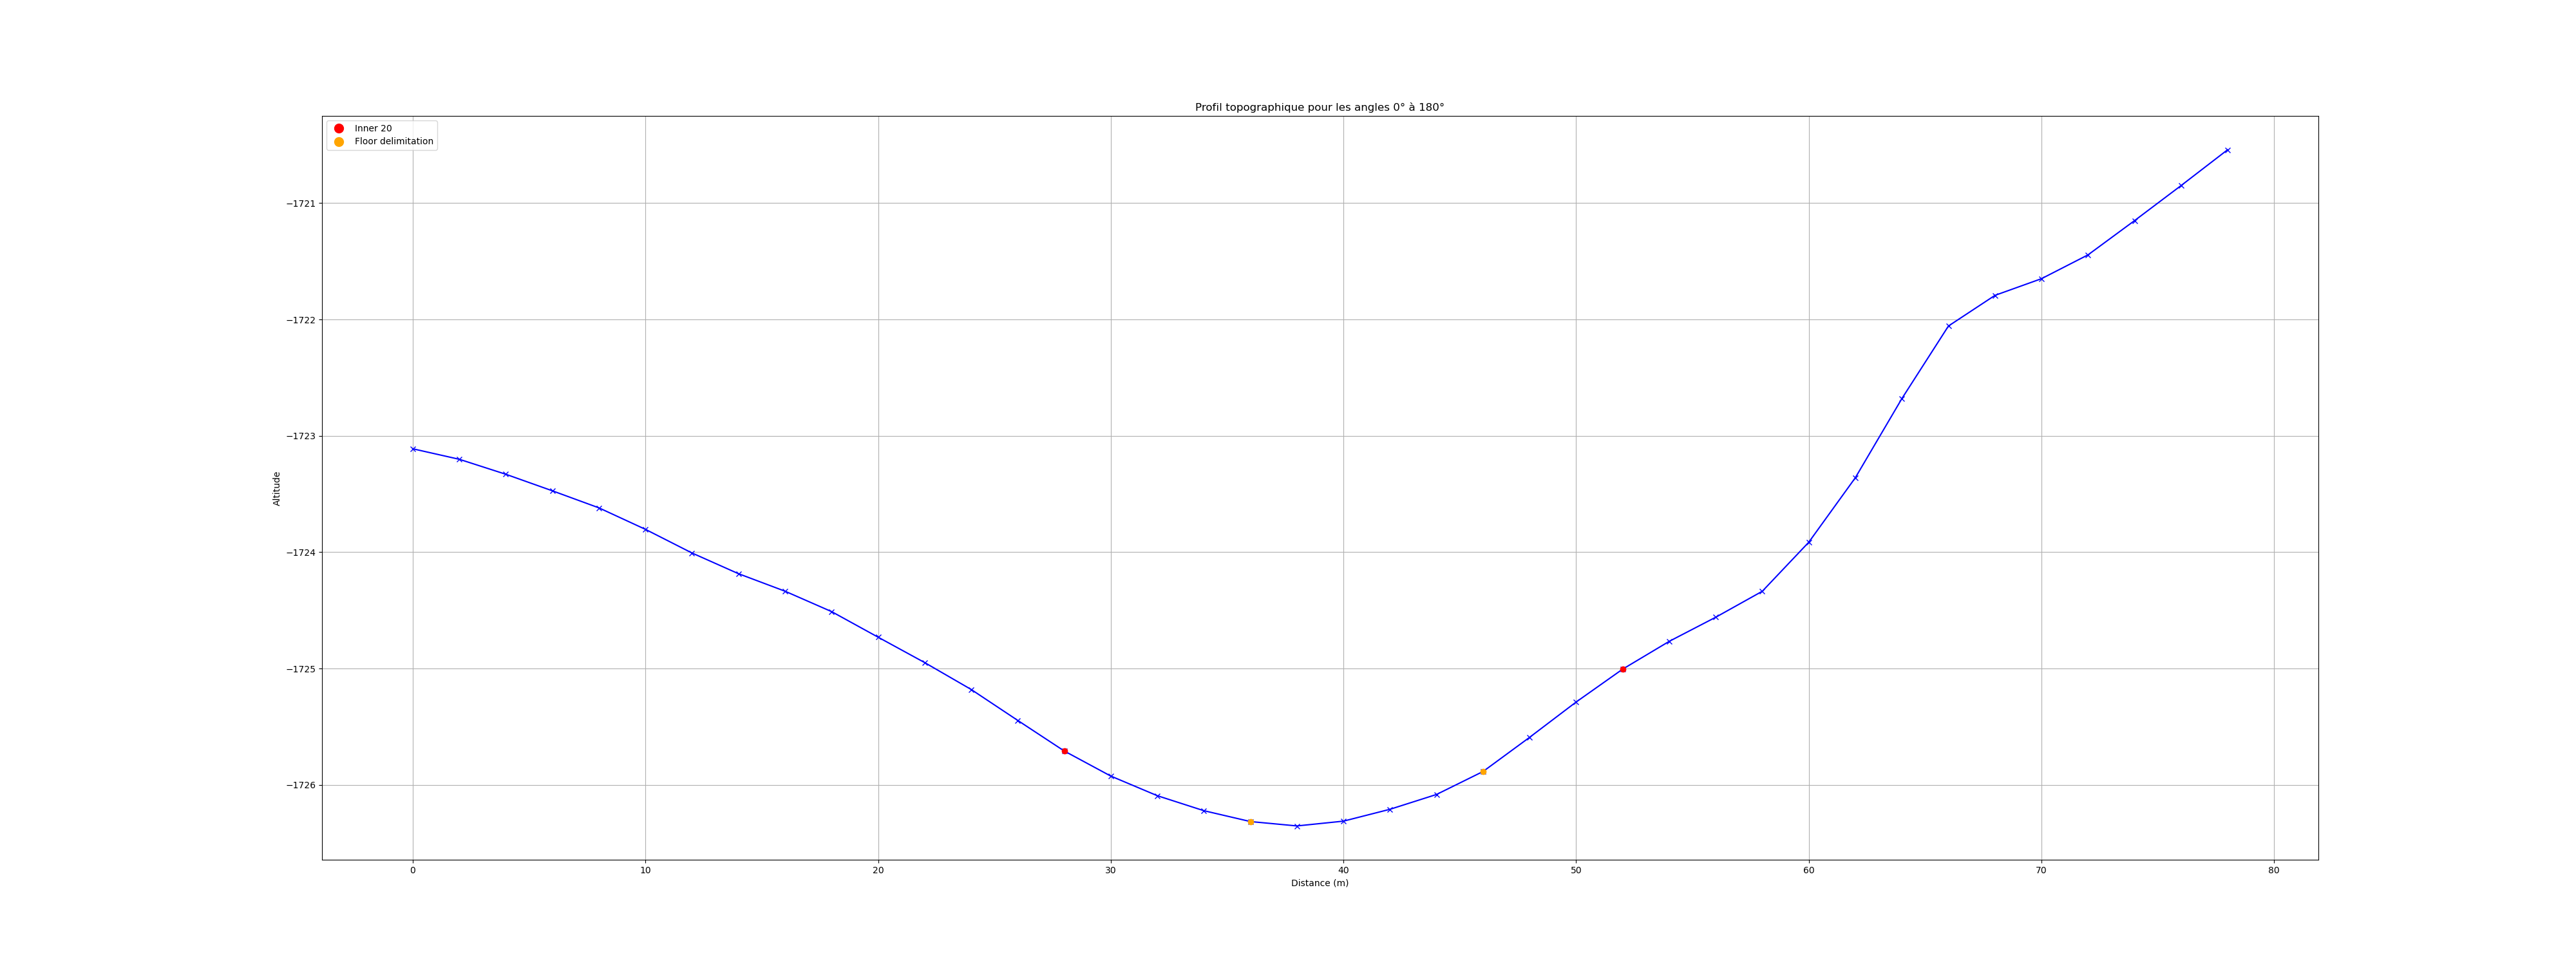 Profil topographique pour les angles 0° à 180°
Inner 20
Floor delimitation
−1721
−1722
−1723
−1724
−1725
−1726
Altitude
0 10 20 30 40 50 60 70 80
Distance (m)